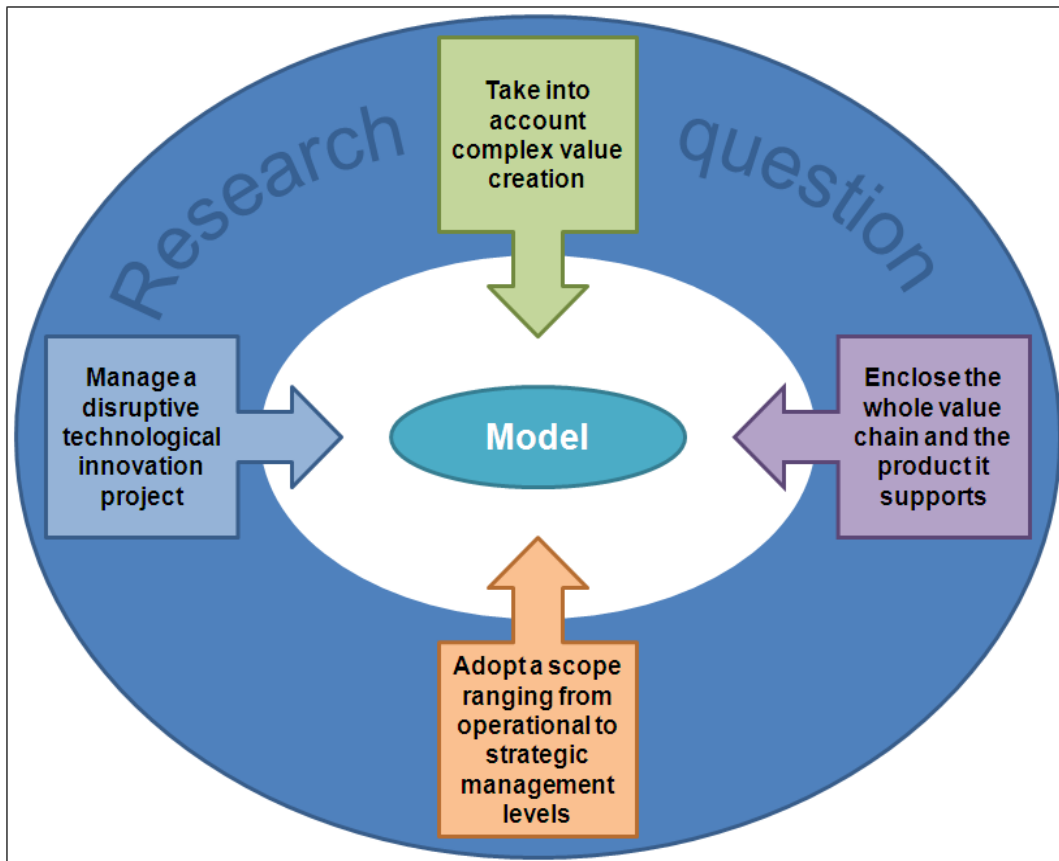 Research question
Take into
account
complex value
creation
Manage a
disruptive
technological
innovation
project
Model
Enclose the
whole value
chain and the
product it
supports
Adopt a scope
ranging from
operational to
strategic
management
levels